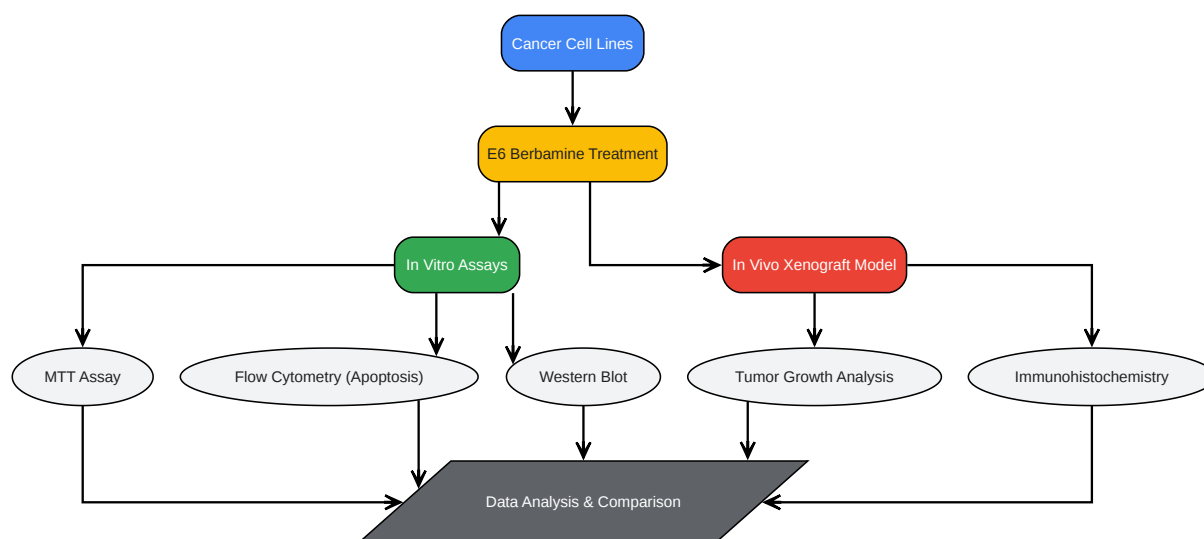 Cancer Cell Lines
E6 Berbamine Treatment
In Vitro Assays
In Vivo Xenograft Model
MTT Assay
Flow Cytometry (Apoptosis)
Western Blot
Tumor Growth Analysis
Immunohistochemistry
Data Analysis & Comparison